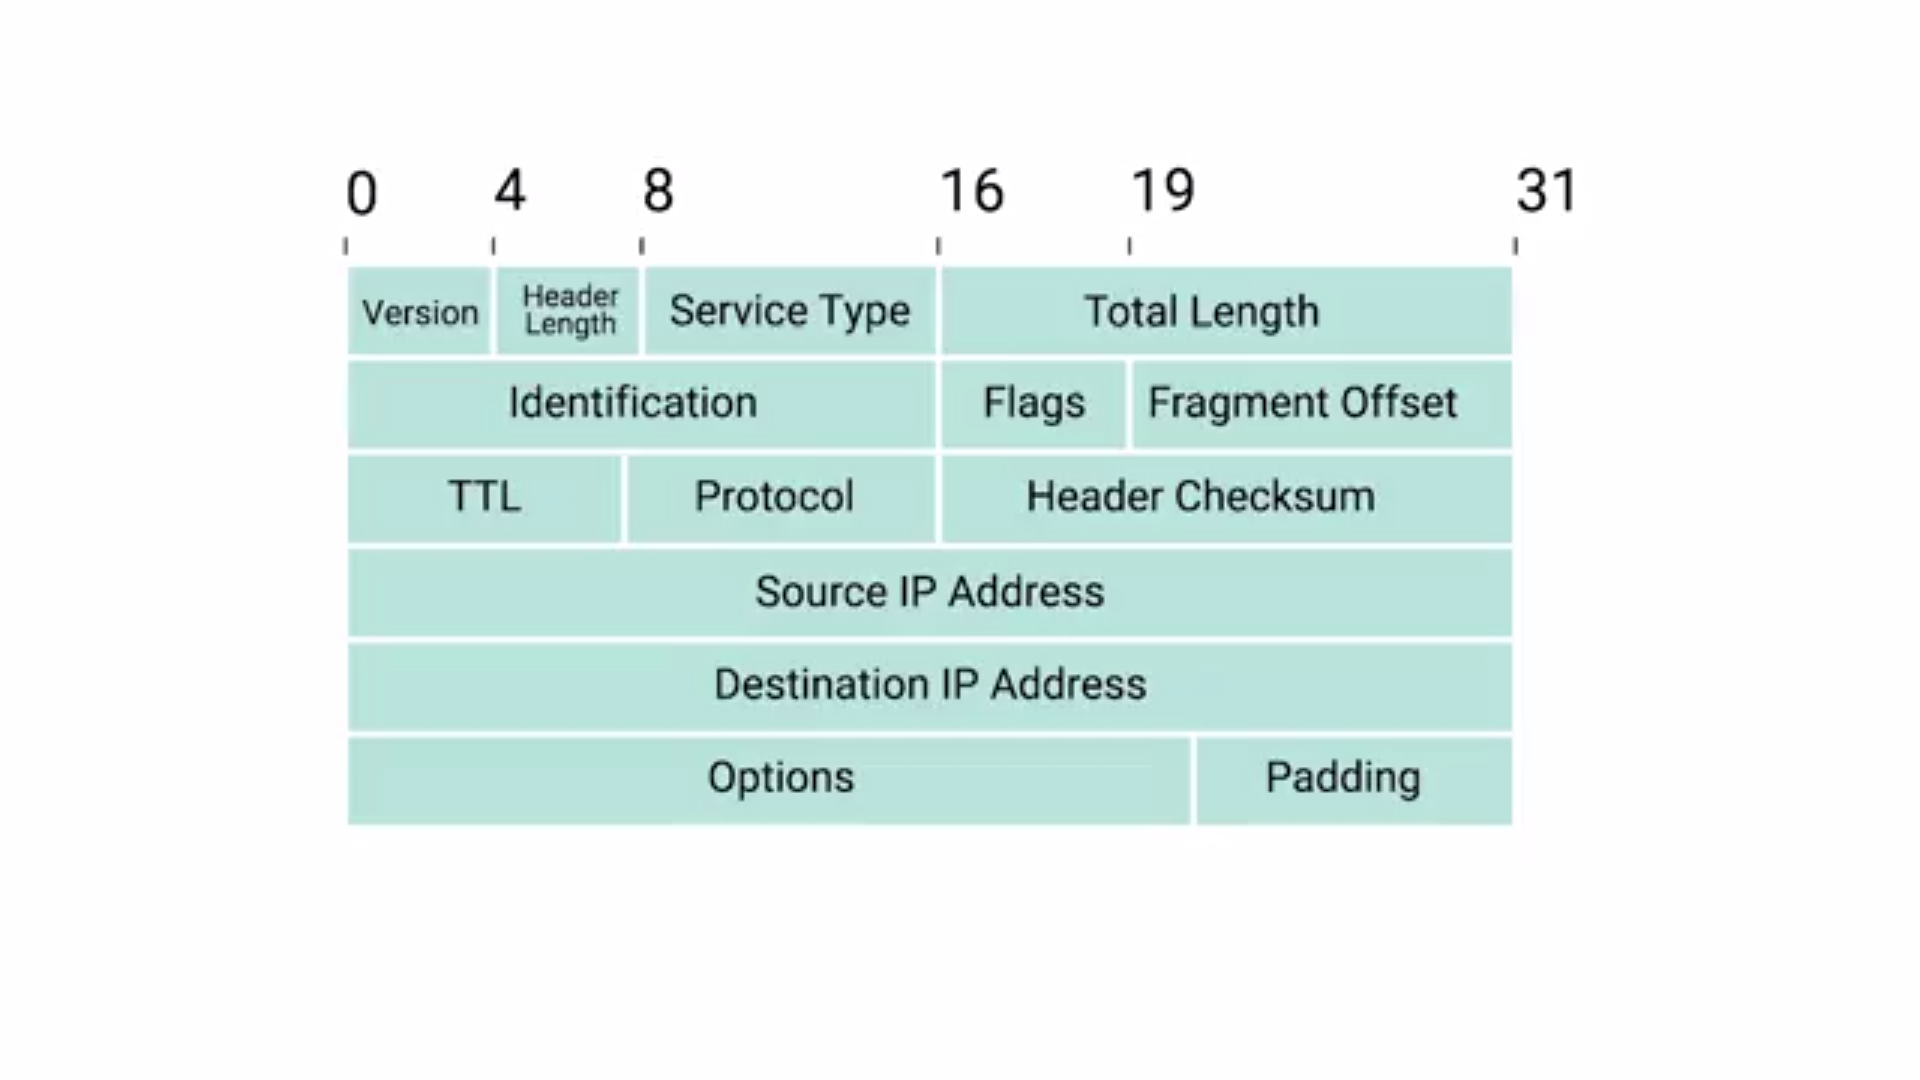 0 4 8 16 19 31
Version Header Length Service Type Total Length
Identification Flags Fragment Offset
TTL Protocol Header Checksum
Source IP Address
Destination IP Address
Options Padding